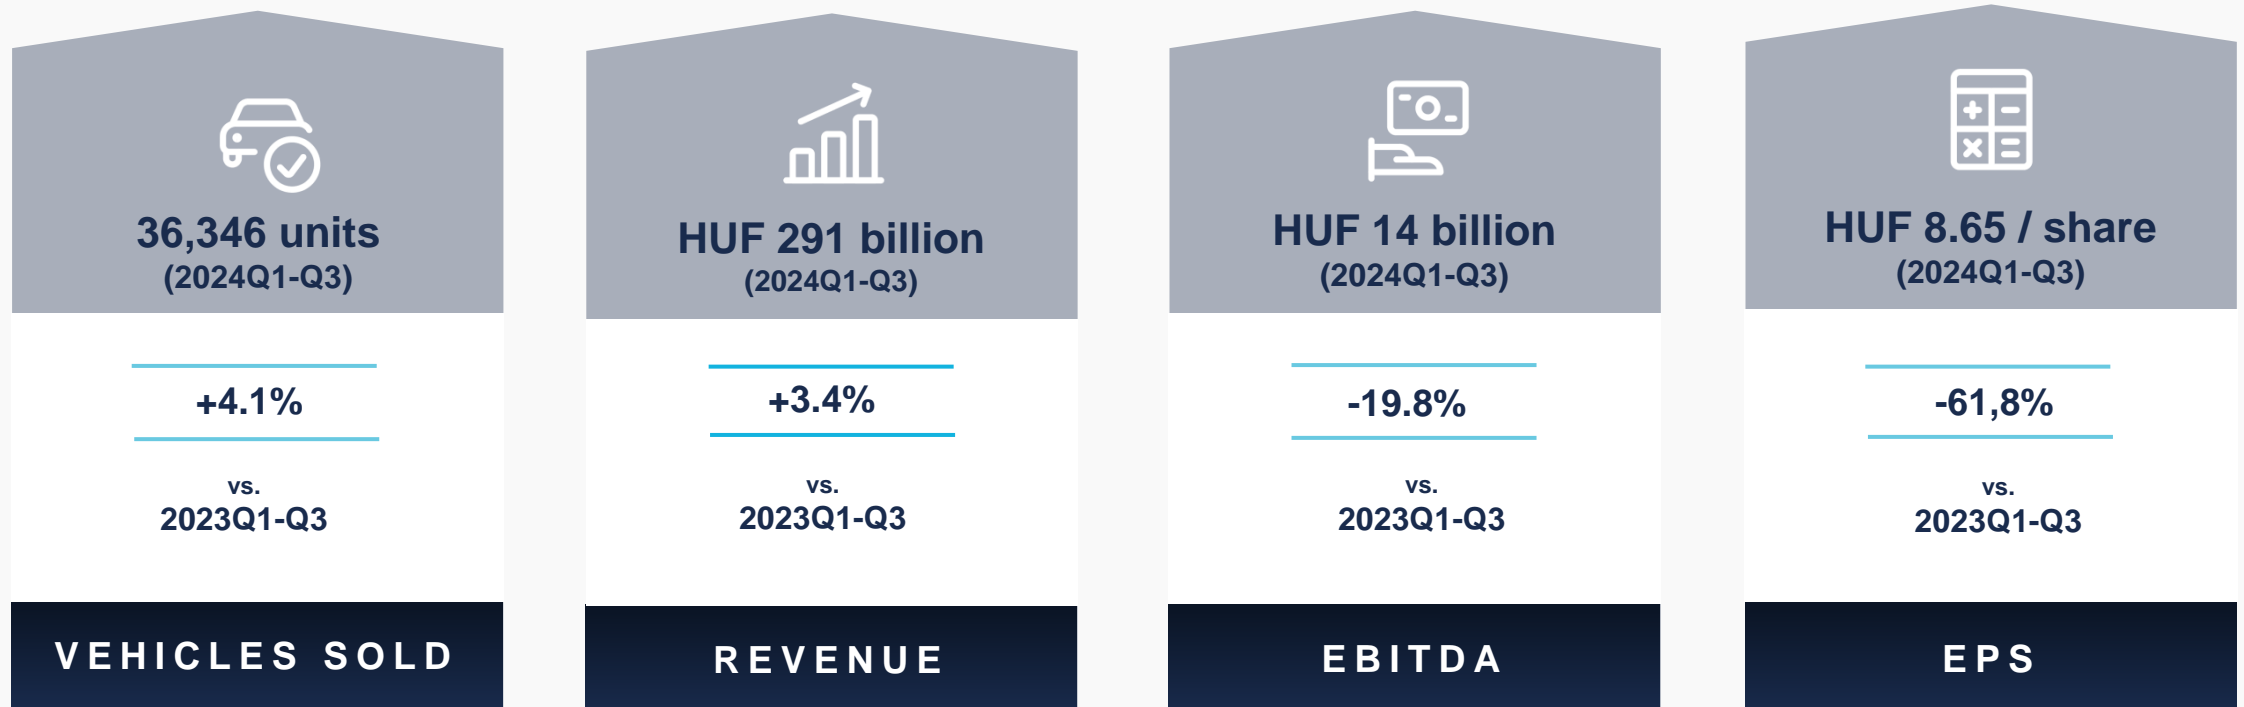 36,346 units
(2024Q1-Q3)
+4.1%
vs.
2023Q1-Q3
VEHICLES SOLD
HUF 291 billion
(2024Q1-Q3)
+3.4%
vs.
2023Q1-Q3
REVENUE
HUF 14 billion
(2024Q1-Q3)
-19.8%
vs.
2023Q1-Q3
EBITDA
HUF 8.65 / share
(2024Q1-Q3)
-61,8%
vs.
2023Q1-Q3
EPS